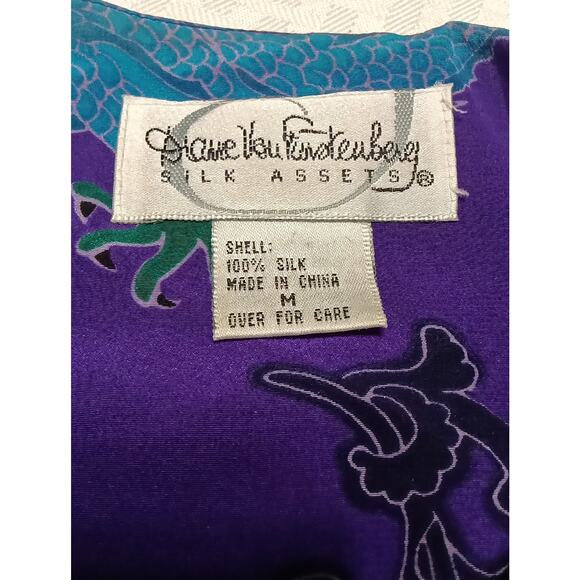 Diane Von Furstenberg
SILK ASSETS®
SHELL:
100% SILK
MADE IN CHINA
M
OVER FOR CARE